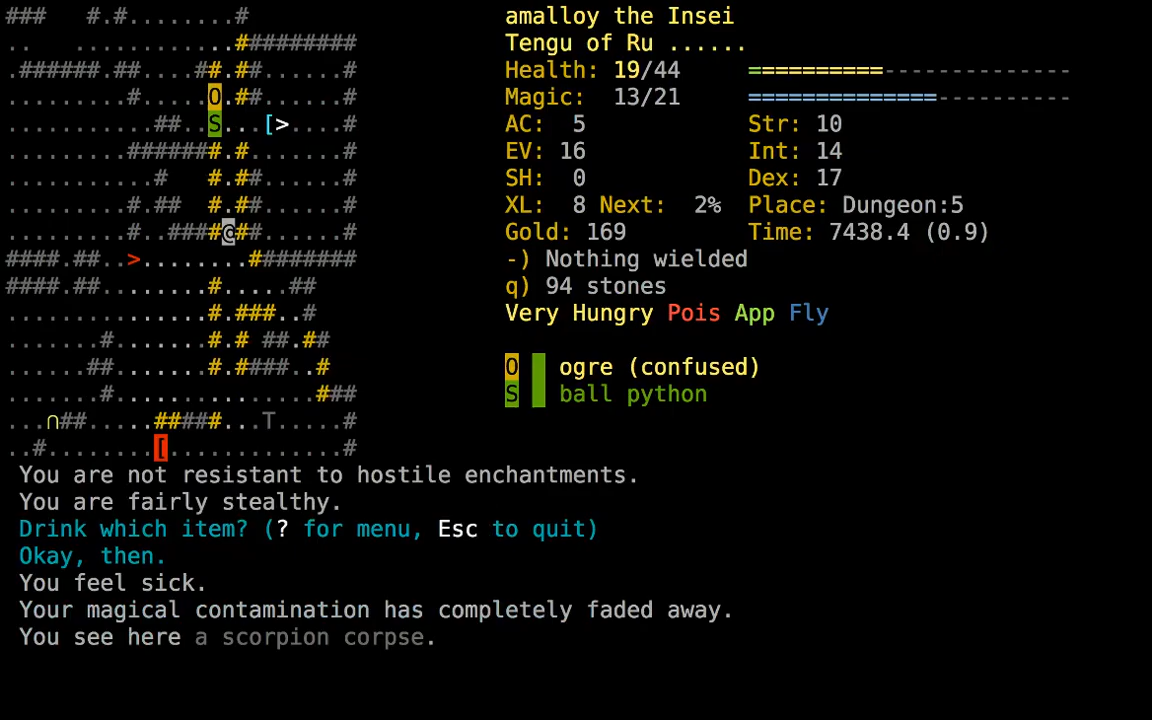 ###   #.#.......#                   amalloy the Insei
..   ...........#########           Tengu of Ru ......
.######.##....##.##......#          Health: 19/44     ==========--------------
.........#.....O.##......#          Magic:  13/21     ==============----------
...........##..S...[>....#          AC:  5            Str: 10
.........#######.#.......#          EV: 16            Int: 14
...........#   #.##......#          SH:  0            Dex: 17
.........#.##  #.##......#          XL:  8 Next:  2%  Place: Dungeon:5
.........#..####@##......#          Gold: 169         Time: 7438.4 (0.9)
####.##..>........########          -) Nothing wielded
####.##........#.....##             q) 94 stones
...............#.###..#             Very Hungry Pois App Fly
.......#.......#.# ##.##
......##.......#.####..#            O   ogre (confused)
.......#...............###          S   ball python
...∩##.....#####...T.....#
..#........[.............#
You are not resistant to hostile enchantments.
You are fairly stealthy.
Drink which item? (? for menu, Esc to quit)
Okay, then.
You feel sick.
Your magical contamination has completely faded away.
You see here a scorpion corpse.